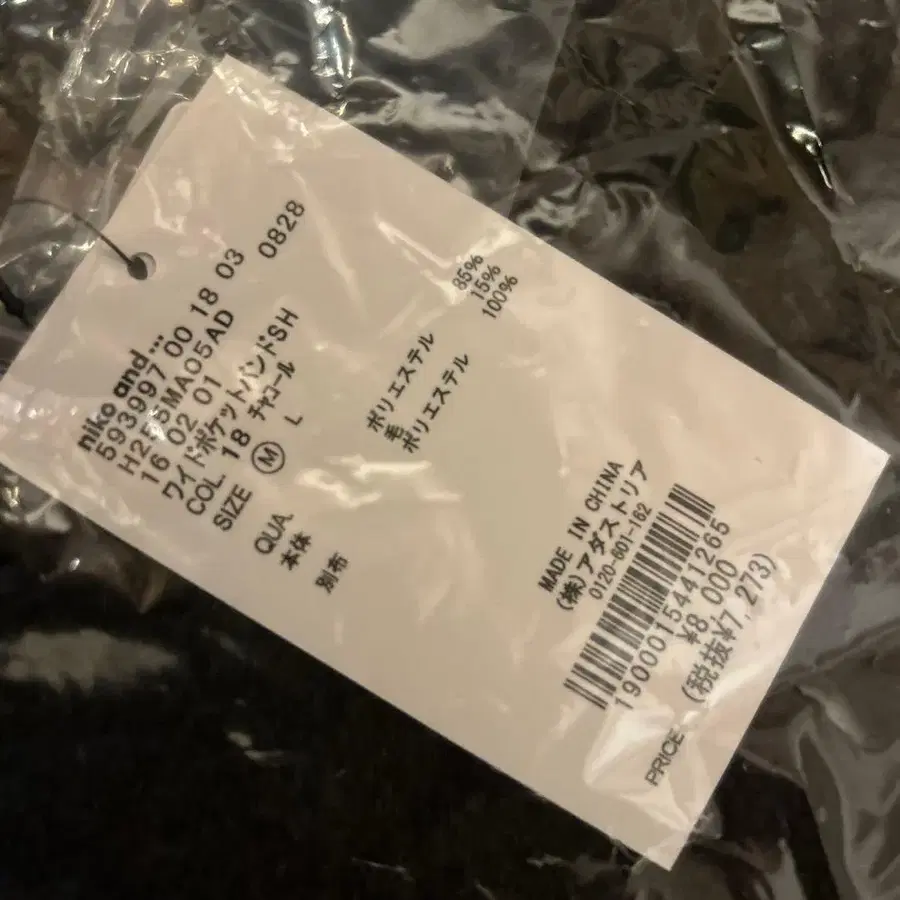 niko and ...
593997 00 18 03 0828
H25SMA05AD
16 02 01
ワイドポケットバンドSH
COL. 18 チャコール
SIZE M L
QUA.
本体 ポリエステル 85%
毛 15%
別布 ポリエステル 100%
MADE IN CHINA
(株)アダストリア
0120-601-162
1900015441265
PRICE ¥8,000
(税抜¥7,273)